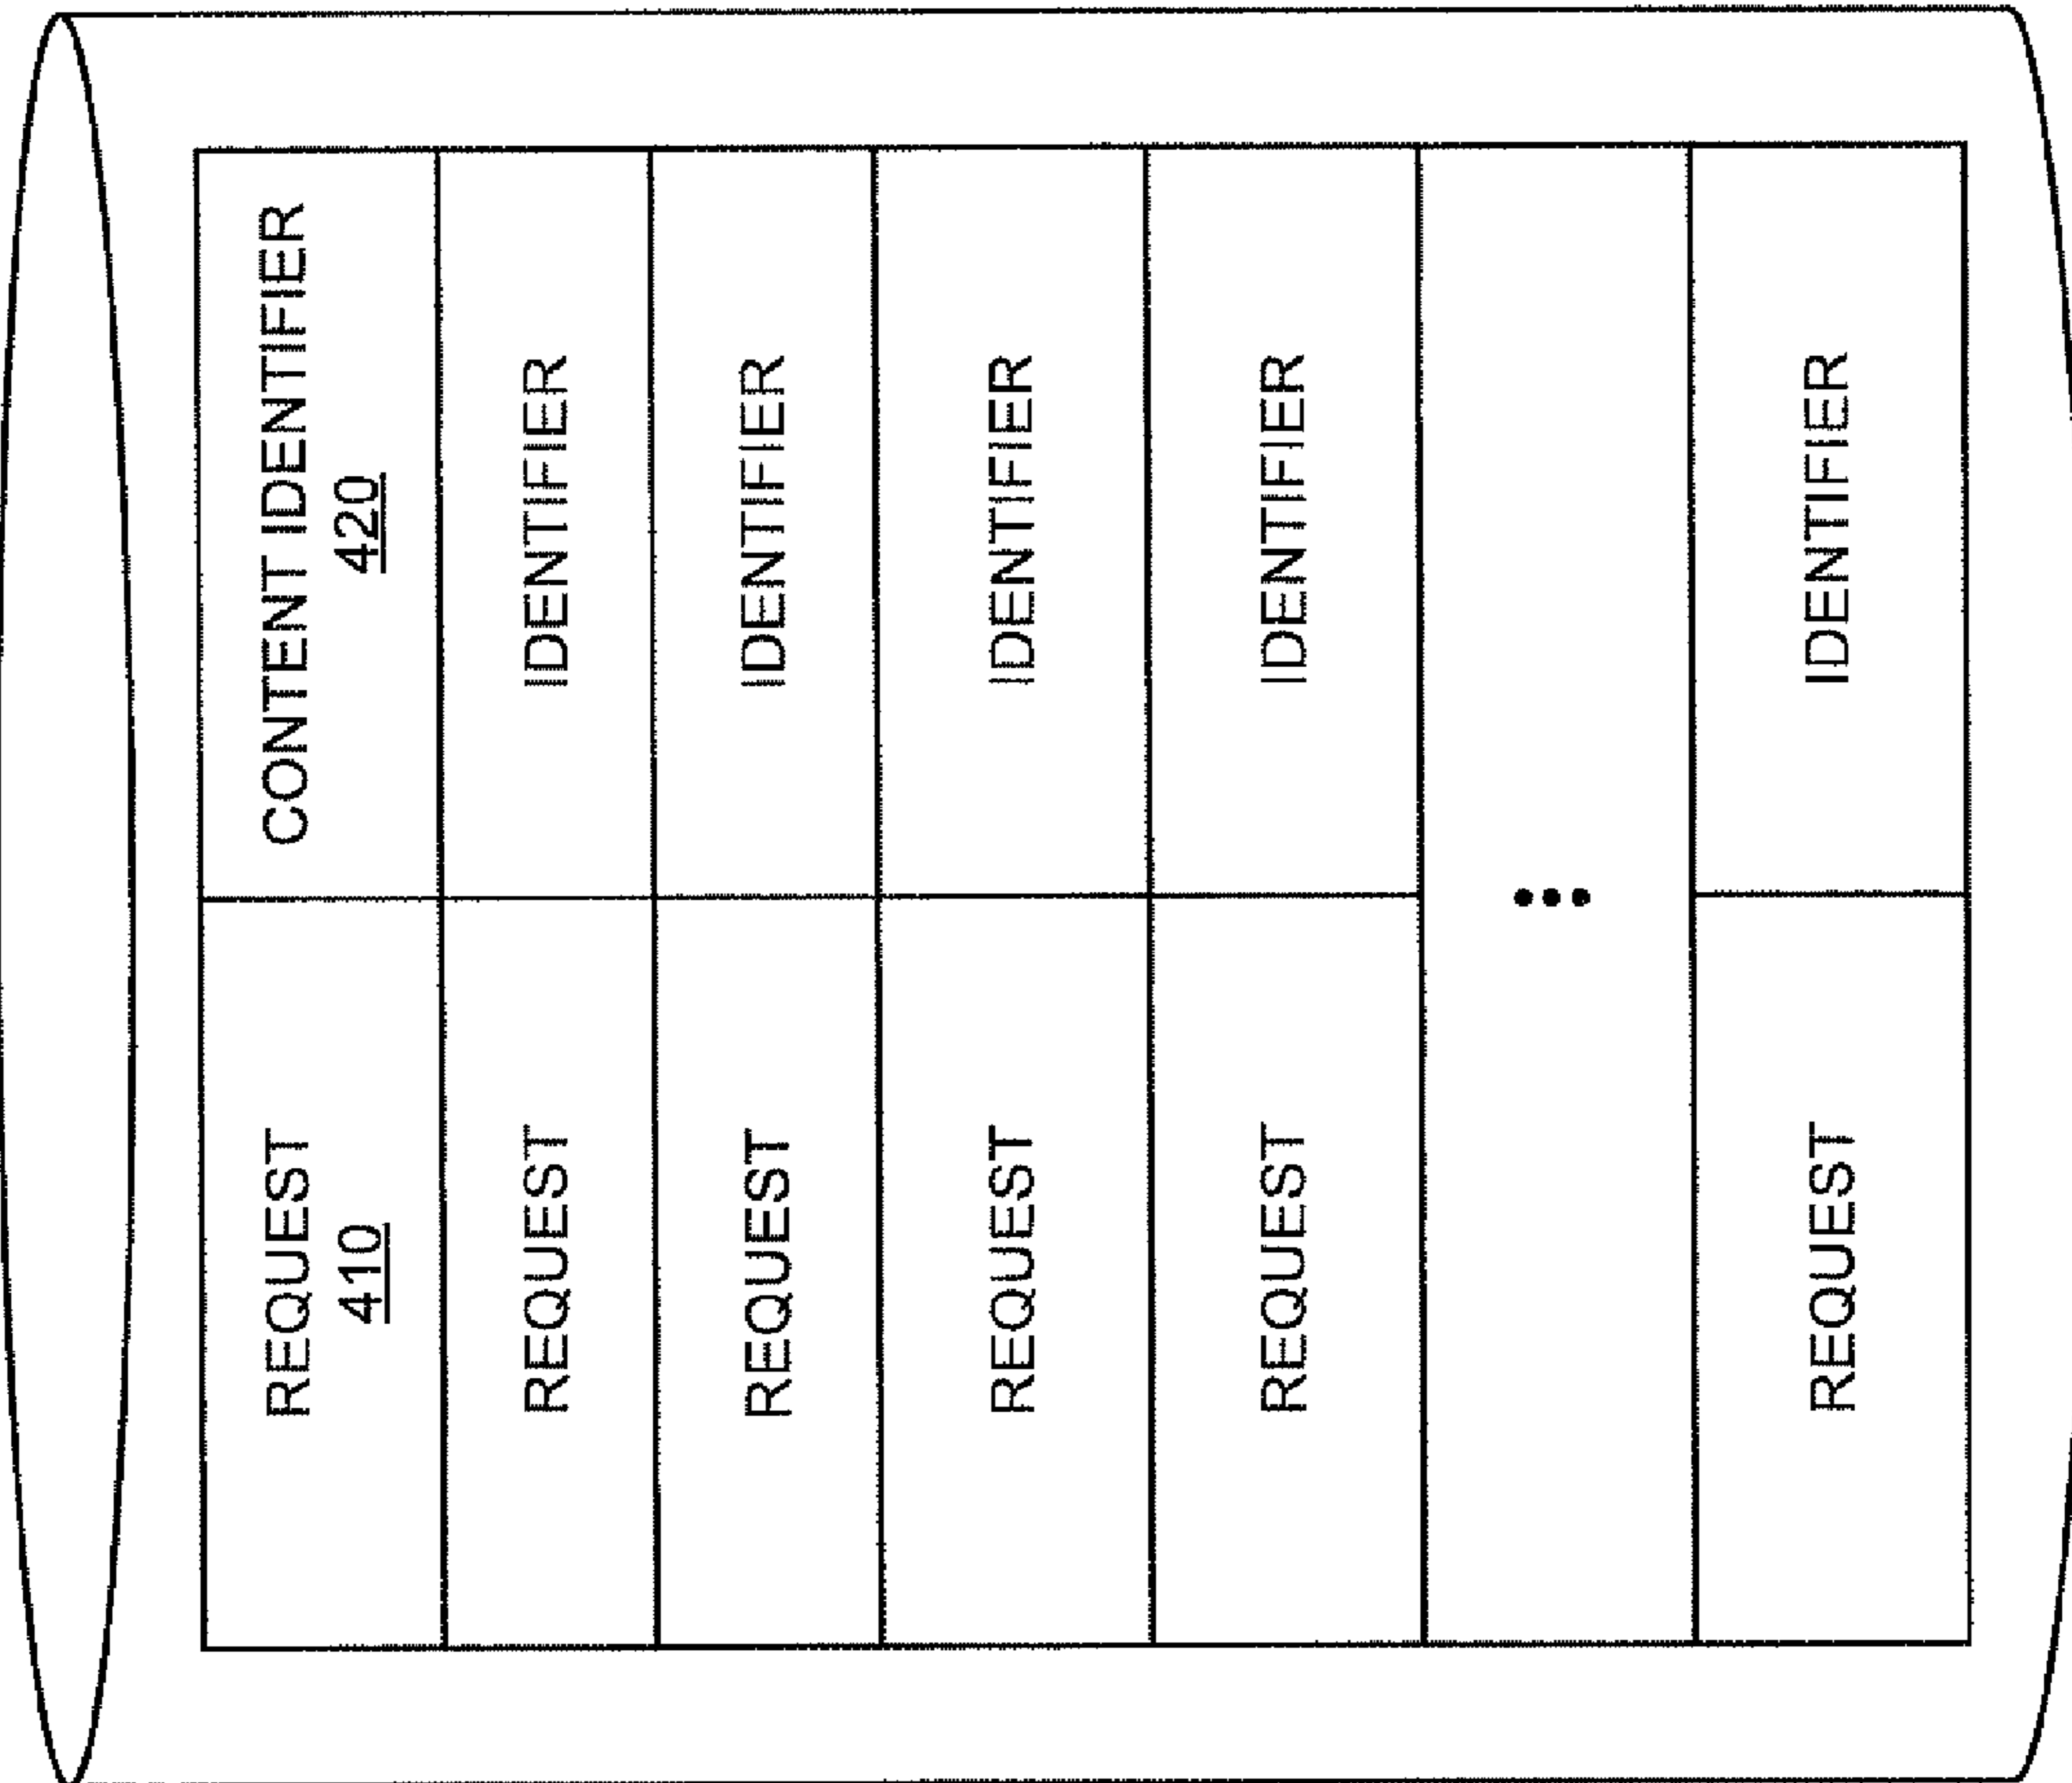 REQUEST
410
CONTENT IDENTIFIER
420
REQUEST
IDENTIFIER
REQUEST
IDENTIFIER
REQUEST
IDENTIFIER
REQUEST
IDENTIFIER
•••
REQUEST
IDENTIFIER